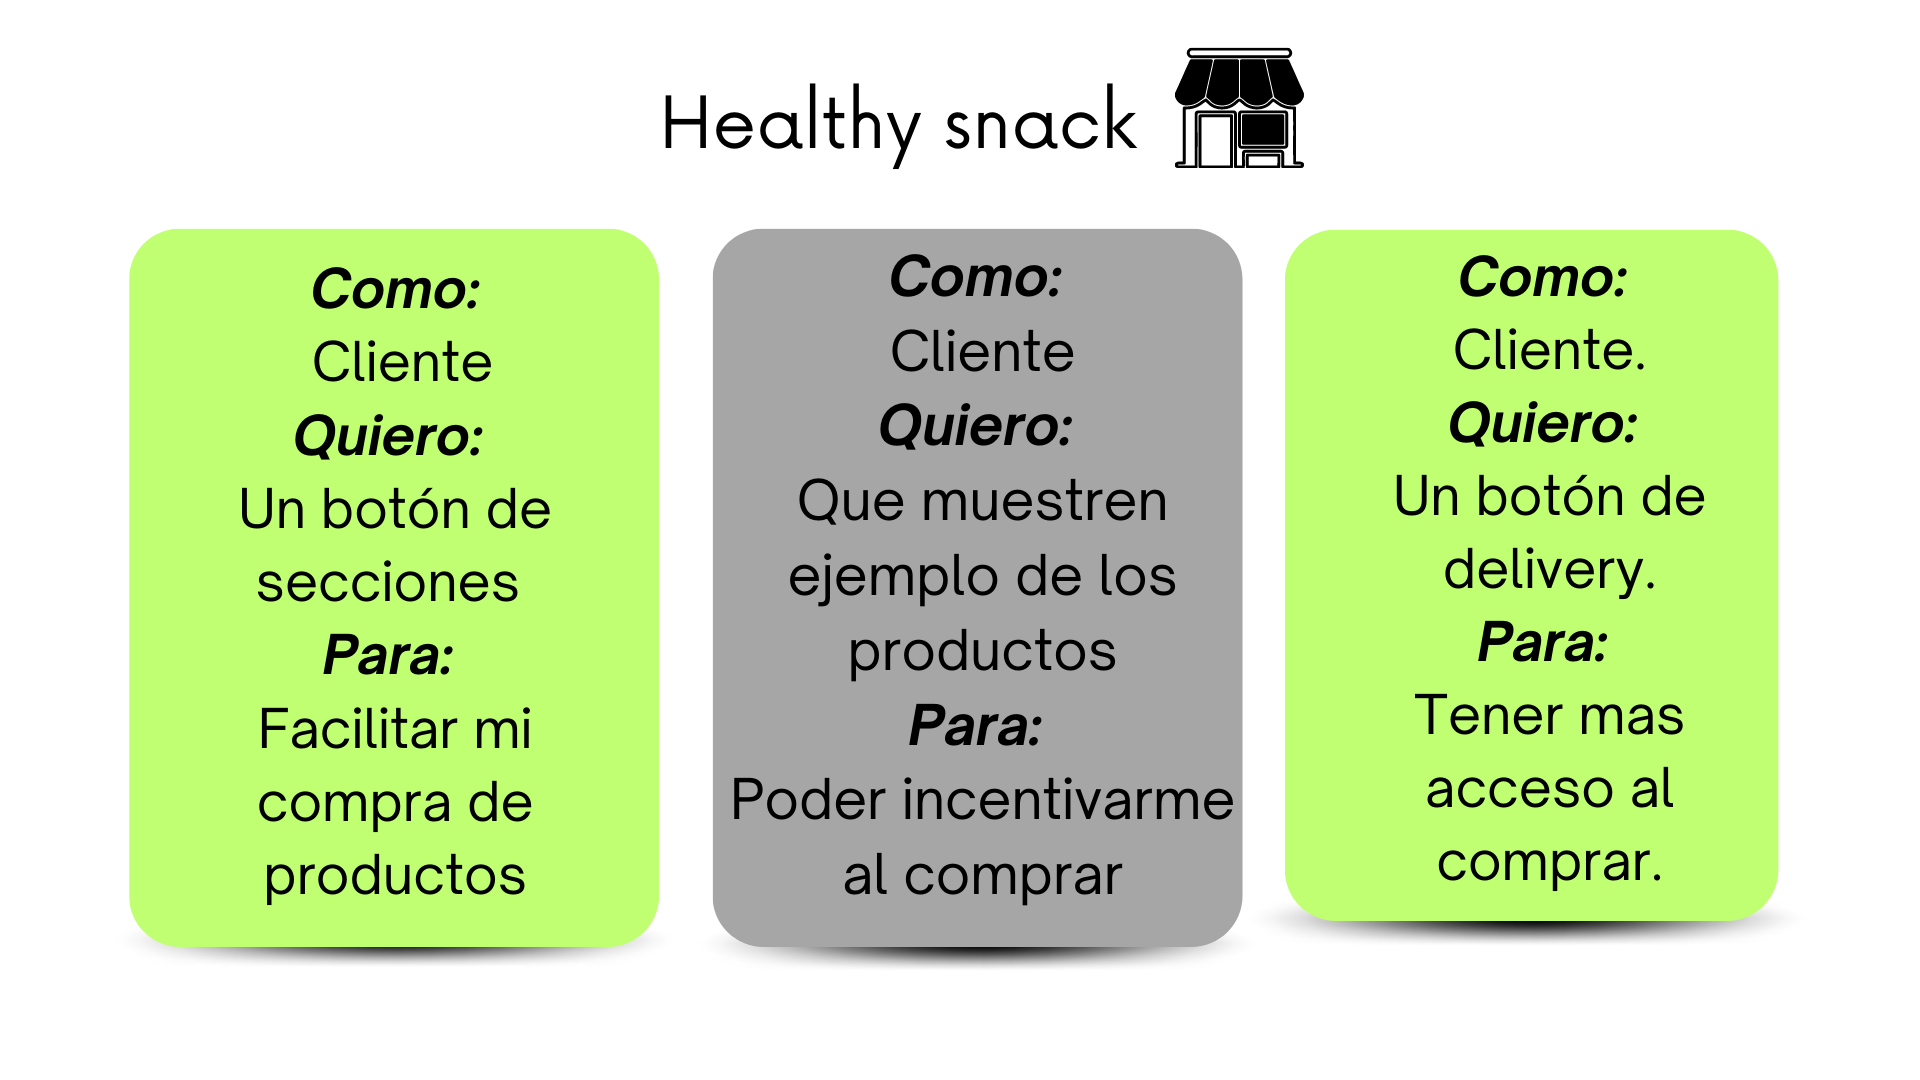 Healthy snack
Como:
Cliente
Quiero:
Un botón de
secciones
Para:
Facilitar mi
compra de
productos
Como:
Cliente
Quiero:
Que muestren
ejemplo de los
productos
Para:
Poder incentivarme
al comprar
Como:
Cliente.
Quiero:
Un botón de
delivery.
Para:
Tener mas
acceso al
comprar.